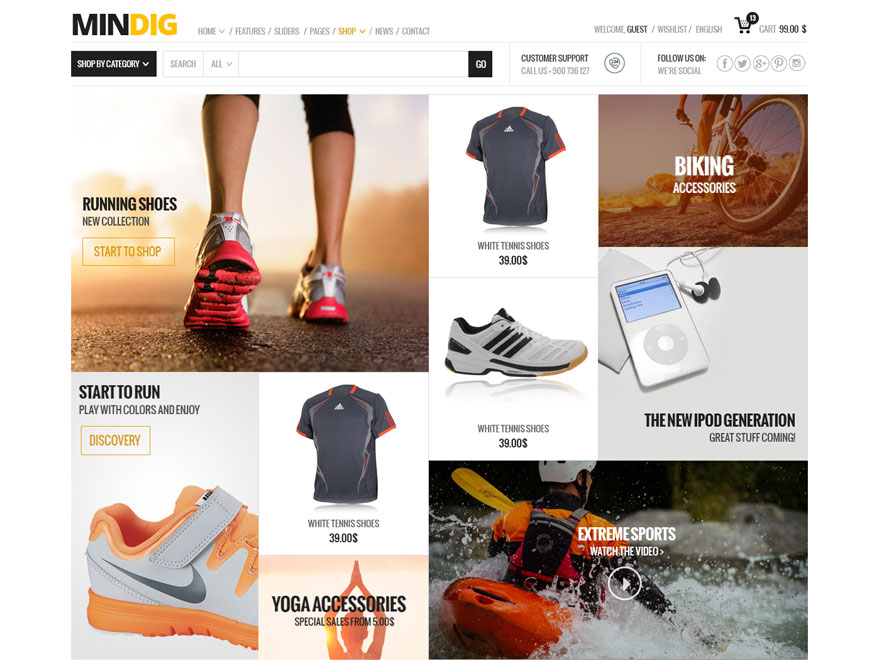 MINDIG
HOME / FEATURES / SLIDERS / PAGES / SHOP / NEWS / CONTACT
WELCOME, GUEST / WISHLIST / ENGLISH
13
CART 99.00 $
SHOP BY CATEGORY
SEARCH
ALL
GO
CUSTOMER SUPPORT
CALL US + 900 736 127
FOLLOW US ON:
WE'RE SOCIAL
RUNNING SHOES
NEW COLLECTION
START TO SHOP
WHITE TENNIS SHOES
39.00$
BIKING
ACCESSORIES
WHITE TENNIS SHOES
39.00$
THE NEW IPOD GENERATION
GREAT STUFF COMING!
START TO RUN
PLAY WITH COLORS AND ENJOY
DISCOVERY
WHITE TENNIS SHOES
39.00$
YOGA ACCESSORIES
SPECIAL SALES FROM 5.00$
EXTREME SPORTS
WATCH THE VIDEO >